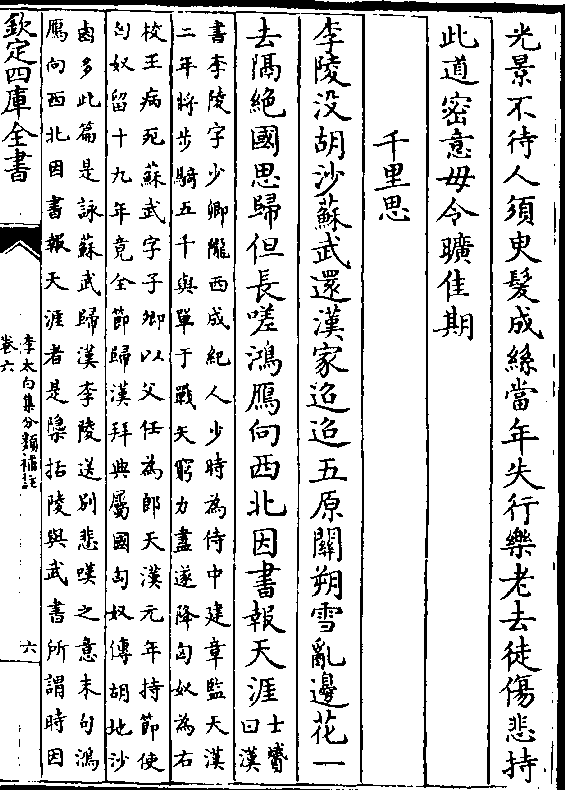 光景不待人須臾髮成絲當年失行樂老去徒傷悲持
此道密意毋令曠佳期
千里思
李陵没胡沙蘇武還漢家迢迢五原關朔雪亂邊花一
去隔絶國思歸但長嗟鴻鴈向西北因書報天涯士贇曰漢
書李陵字少卿隴西成紀人少時為侍中建章監天漢
二年將步騎五千與單于戰矢窮力盡遂降匈奴為右
校王病死蘇武字子卿以父任為郎天漢元年持節使
匈奴留十九年竟全節歸漢拜典屬國匈奴傳胡地沙
鹵多此篇是詠蘇武歸漢李陵送别悲嘆之意末句鴻
鴈向西北因書報天涯者是檃括陵與武書所謂時因
欽定四庫全書
李太白集分類補註
卷六
六